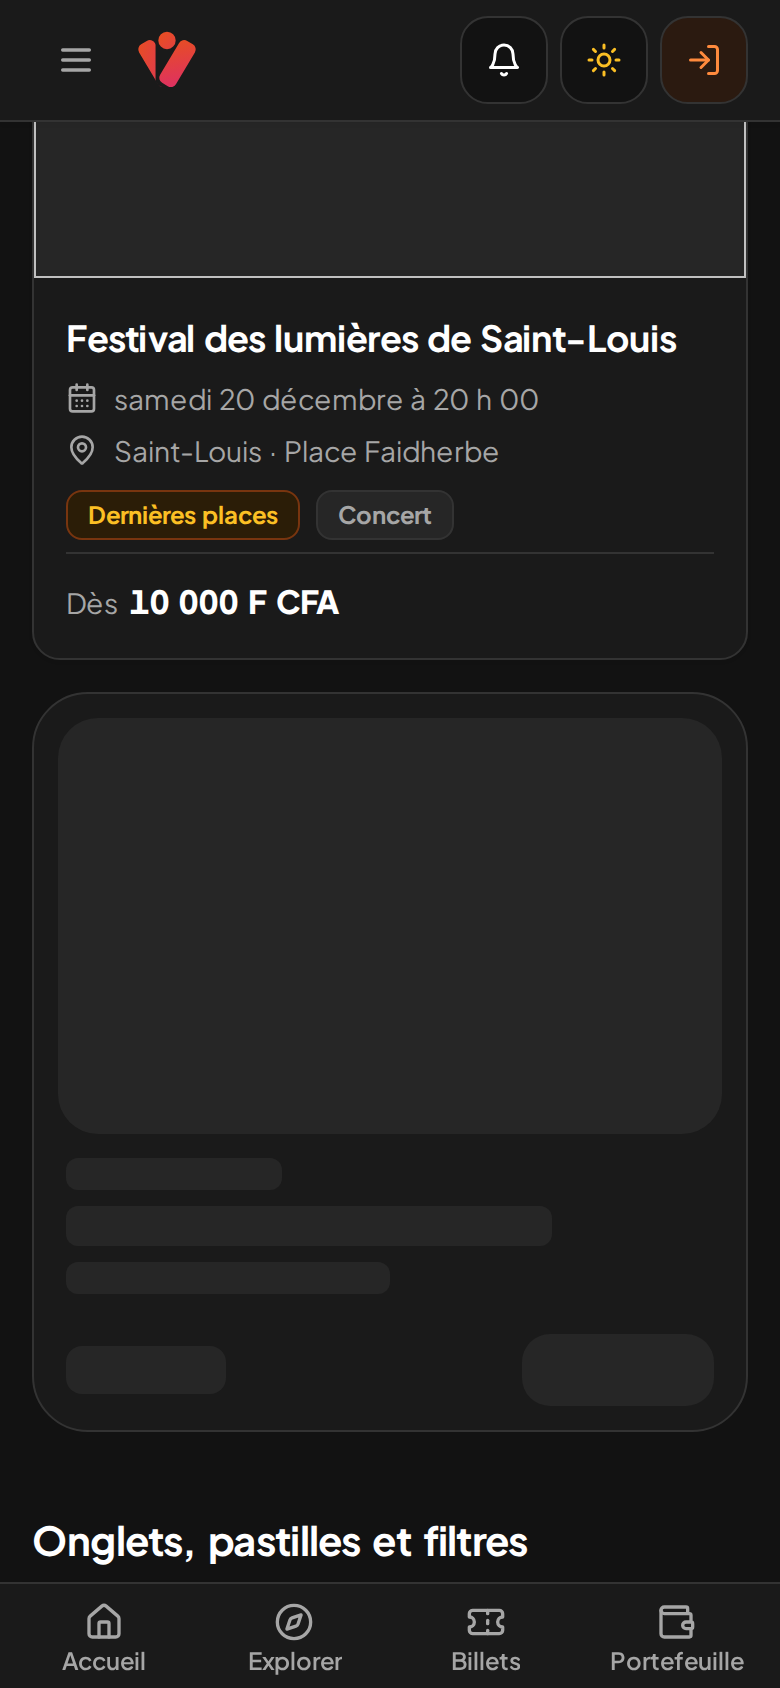 Festival des lumières de Saint-Louis
samedi 20 décembre à 20 h 00
Saint-Louis · Place Faidherbe
Dernières places
Concert
Dès 10 000 F CFA
Onglets, pastilles et filtres
Accueil
Explorer
Billets
Portefeuille